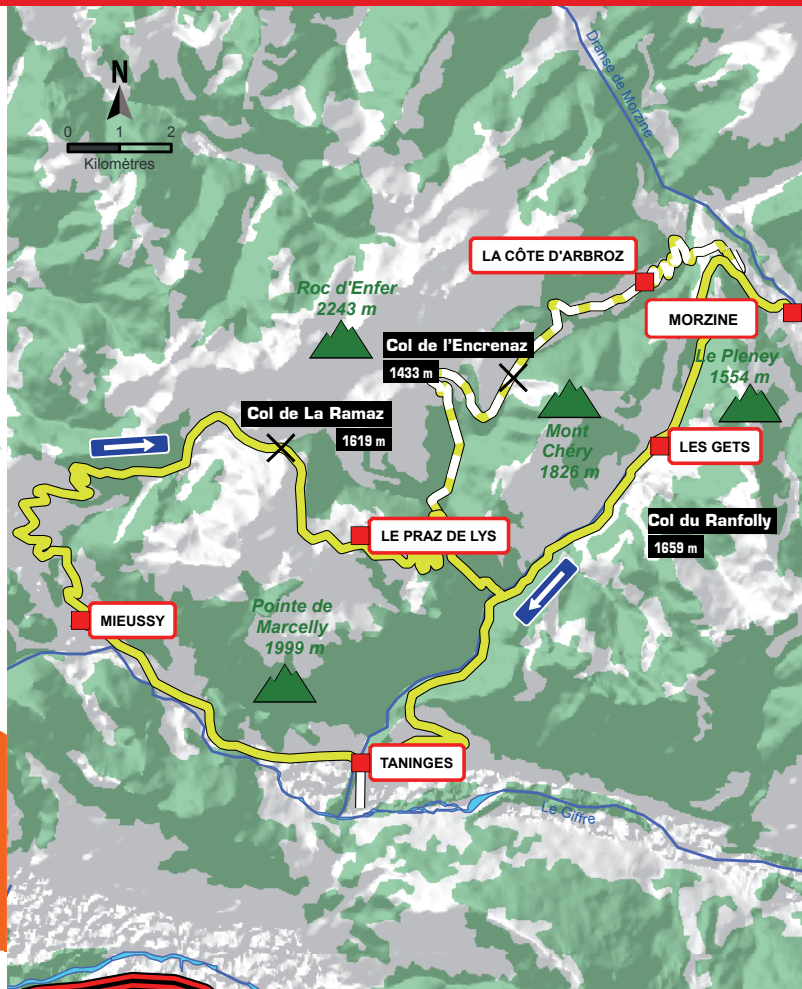 Dranse de Morzine
N
0 1 2
Kilomètres
LA CÔTE D'ARBROZ
Roc d'Enfer
2243 m
MORZINE
Col de l'Encrenaz
1433 m
Le Pleney
1554 m
Col de La Ramaz
1619 m
Mont
Chéry
1826 m
LES GETS
Col du Ranfolly
1659 m
LE PRAZ DE LYS
Pointe de
Marcelly
1999 m
MIEUSSY
TANINGES
Le Giffre